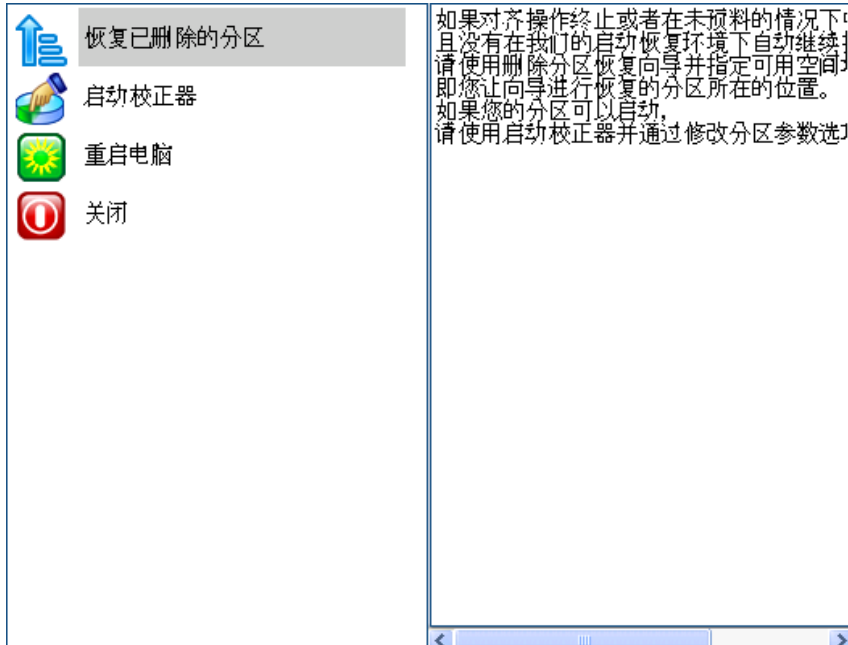 恢复已删除的分区
启动校正器
重启电脑
关闭
如果对齐操作终止或者在未预料的情况下
且没有在我们的启动恢复环境下自动继续
请使用删除分区恢复向导并指定可用空间
即您让向导进行恢复的分区所在的位置。
如果您的分区可以启动,
请使用启动校正器并通过修改分区参数选